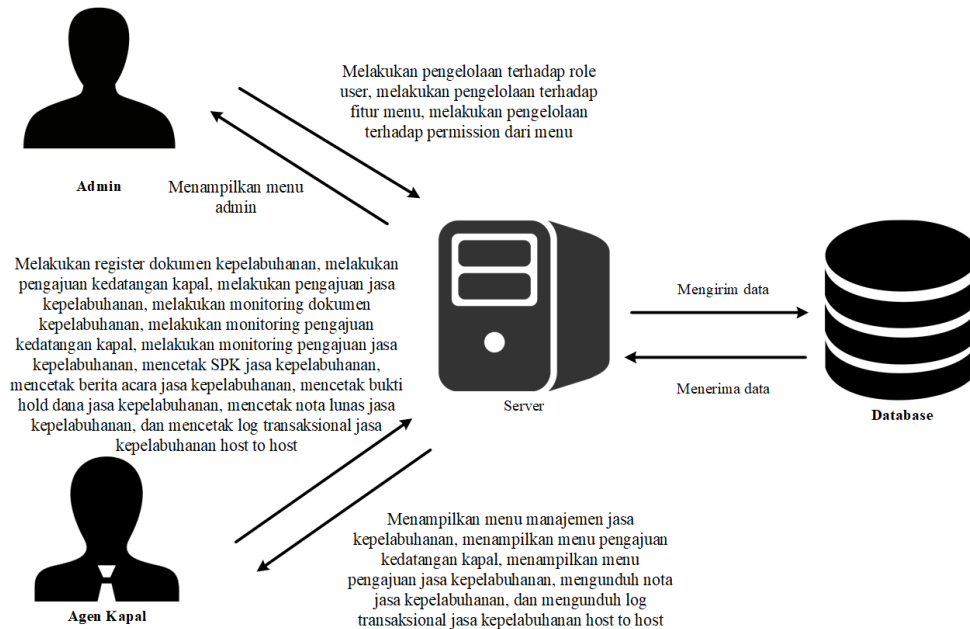 Melakukan pengelolaan terhadap role
user, melakukan pengelolaan terhadap
fitur menu, melakukan pengelolaan
terhadap permission dari menu
Admin
Menampilkan menu
admin
Melakukan register dokumen kepelabuhanan, melakukan
pengajuan kedatangan kapal, melakukan pengajuan jasa
kepelabuhanan, melakukan monitoring dokumen
kepelabuhanan, melakukan monitoring pengajuan
kedatangan kapal, melakukan monitoring pengajuan jasa
kepelabuhanan, mencetak SPK jasa kepelabuhanan,
mencetak berita acara jasa kepelabuhanan, mencetak bukti
hold dana jasa kepelabuhanan, mencetak nota lunas jasa
kepelabuhanan, dan mencetak log transaksional jasa
kepelabuhanan host to host
Server
Mengirim data
Menerima data
Database
Agen Kapal
Menampilkan menu manajemen jasa
kepelabuhanan, menampilkan menu pengajuan
kedatangan kapal, menampilkan menu
pengajuan jasa kepelabuhanan, mengunduh nota
jasa kepelabuhanan, dan mengunduh log
transaksional jasa kepelabuhanan host to host